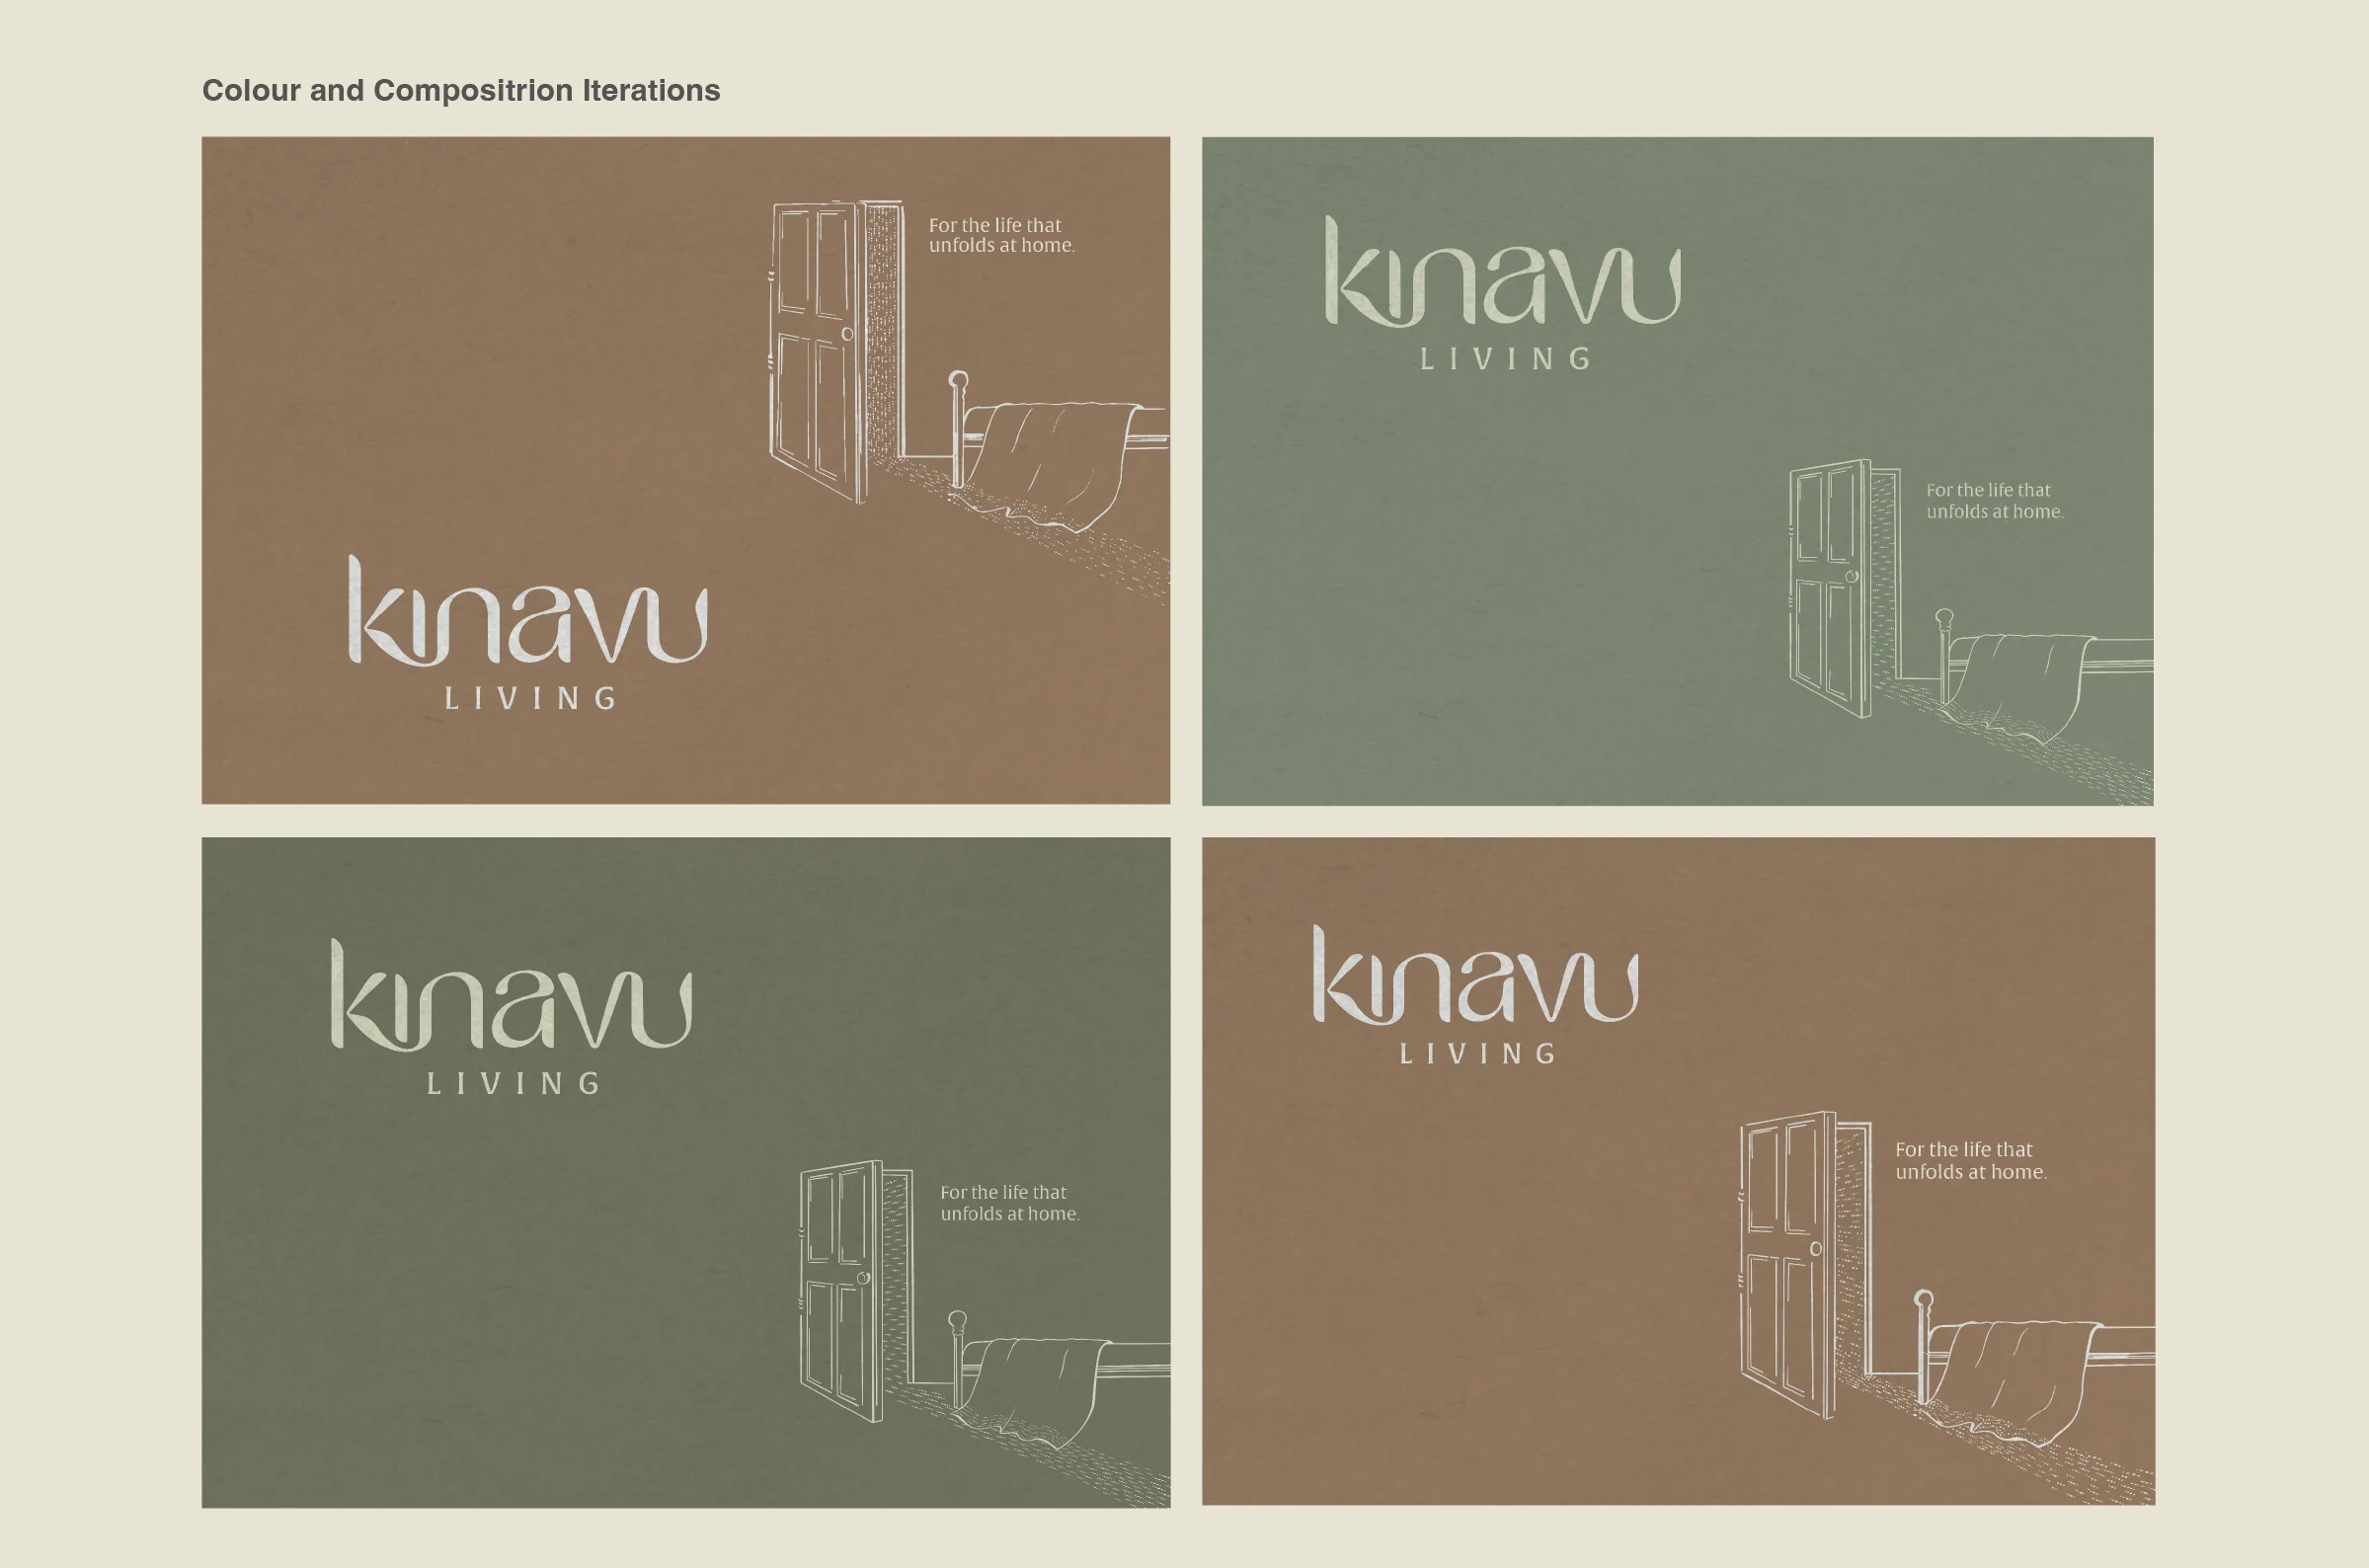 Colour and Compositrion Iterations
For the life that
unfolds at home.
kinavu
LIVING
kinavu
LIVING
For the life that
unfolds at home.
kinavu
LIVING
For the life that
unfolds at home.
kinavu
LIVING
For the life that
unfolds at home.